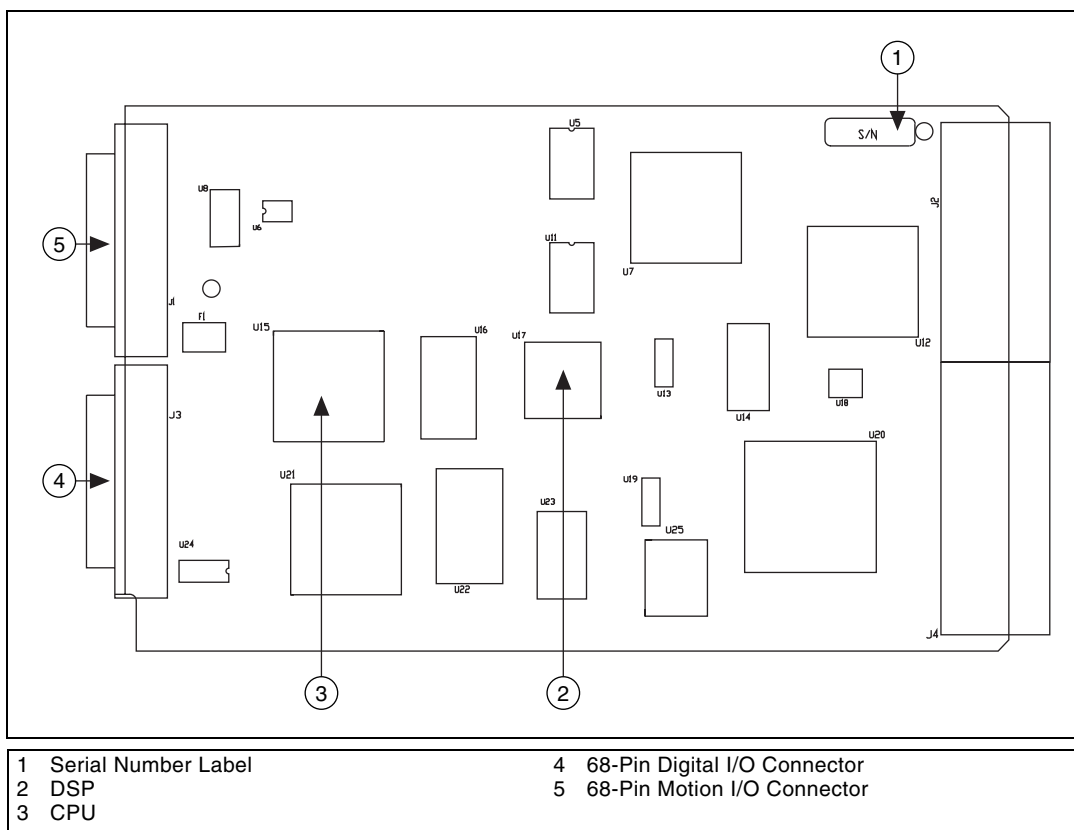 1
S/N
U5
U8
U6
J2
5
U11
U7
J1
F1
U15
U16
U17
U12
U13
U14
U18
J3
U20
U21
4
U19
U23
U25
U24
U22
J4
3
2
1 Serial Number Label
2 DSP
3 CPU
4 68-Pin Digital I/O Connector
5 68-Pin Motion I/O Connector